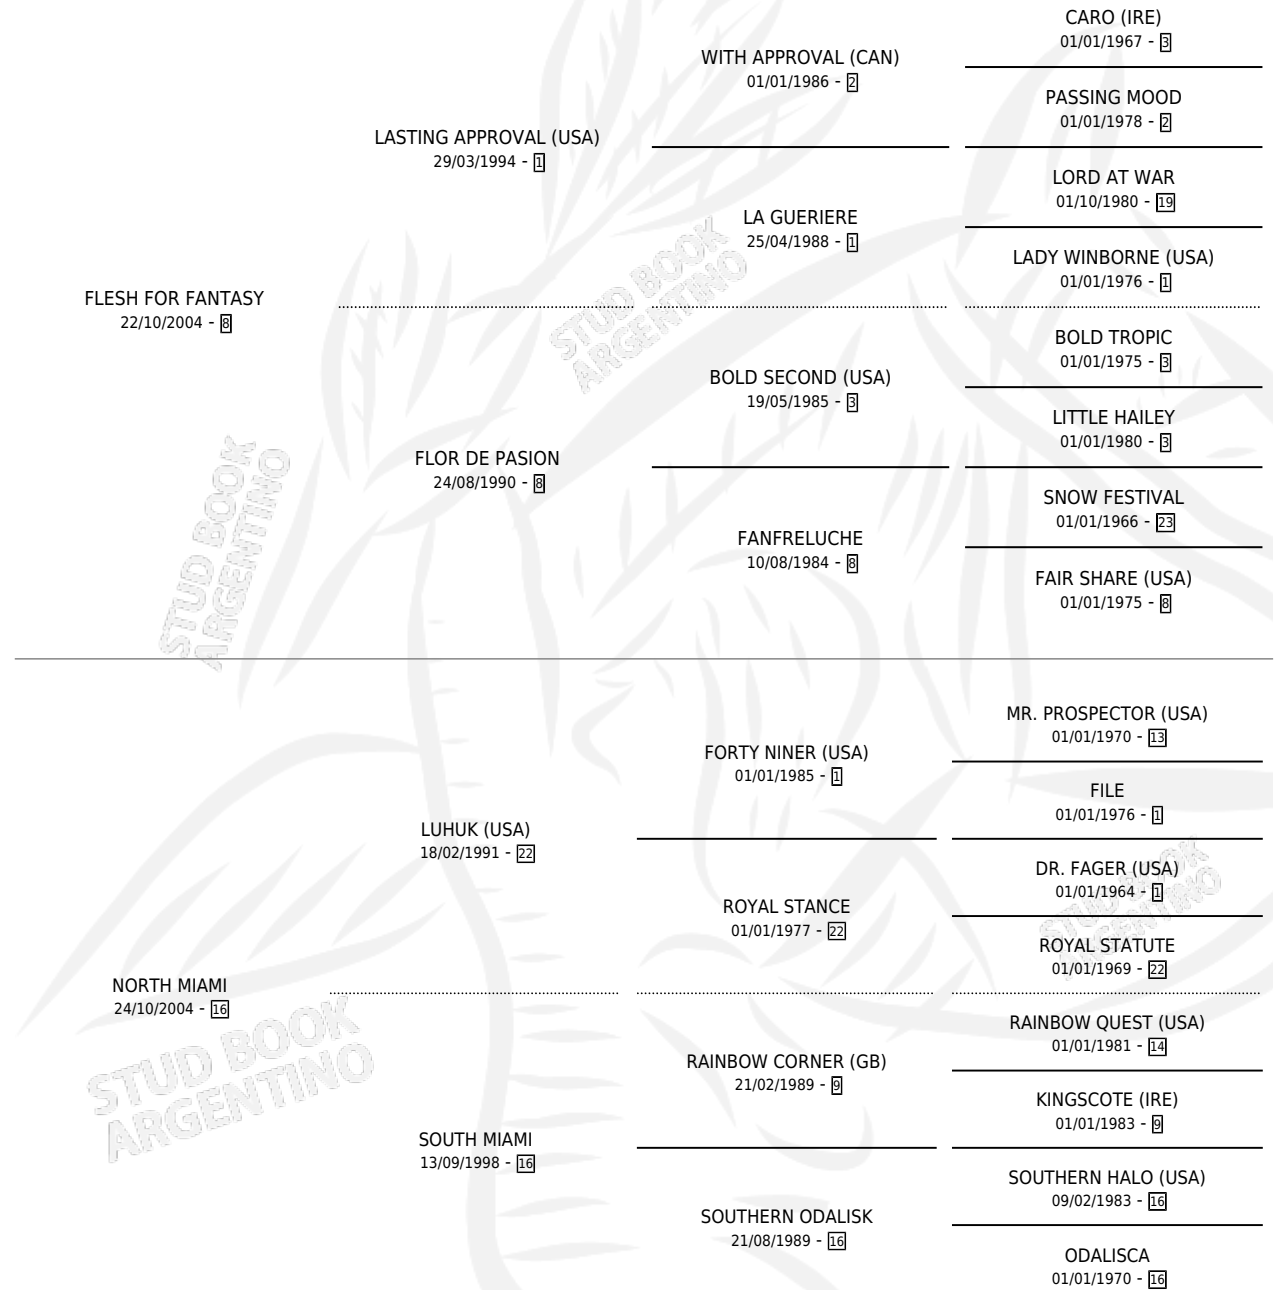 CARO (IRE)
01/01/1967 - 3
WITH APPROVAL (CAN)
01/01/1986 - 2
PASSING MOOD
01/01/1978 - 2
LASTING APPROVAL (USA)
29/03/1994 - 1
LORD AT WAR
01/10/1980 - 19
LA GUERIERE
25/04/1988 - 1
LADY WINBORNE (USA)
01/01/1976 - 1
FLESH FOR FANTASY
22/10/2004 - 8
BOLD TROPIC
01/01/1975 - 3
BOLD SECOND (USA)
19/05/1985 - 3
LITTLE HAILEY
01/01/1980 - 3
FLOR DE PASION
24/08/1990 - 8
SNOW FESTIVAL
01/01/1966 - 23
FANFRELUCHE
10/08/1984 - 8
FAIR SHARE (USA)
01/01/1975 - 8
STUD BOOK
ARGENTINO
STUD BOOK
ARGENTINO
MR. PROSPECTOR (USA)
01/01/1970 - 13
FORTY NINER (USA)
01/01/1985 - 1
FILE
01/01/1976 - 1
LUHUK (USA)
18/02/1991 - 22
DR. FAGER (USA)
01/01/1964 - 1
ROYAL STANCE
01/01/1977 - 22
ROYAL STATUTE
01/01/1969 - 22
NORTH MIAMI
24/10/2004 - 16
RAINBOW QUEST (USA)
01/01/1981 - 14
RAINBOW CORNER (GB)
21/02/1989 - 9
KINGSCOTE (IRE)
01/01/1983 - 9
SOUTH MIAMI
13/09/1998 - 16
SOUTHERN HALO (USA)
09/02/1983 - 16
SOUTHERN ODALISK
21/08/1989 - 16
ODALISCA
01/01/1970 - 16
STUD BOOK
ARGENTINO
STUD BOOK
ARGENTINO